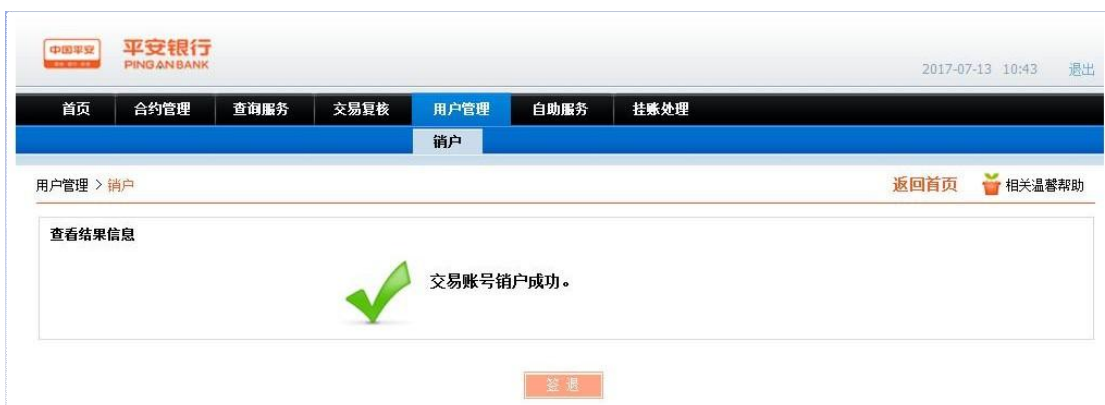 中国平安
平安银行
PING AN BANK
2017-07-13 10:43 退出
首页 合约管理 查询服务 交易复核 用户管理 自助服务 挂账处理
销户
用户管理 > 销户 返回首页 相关温馨帮助
查看结果信息
交易账号销户成功。
签 退